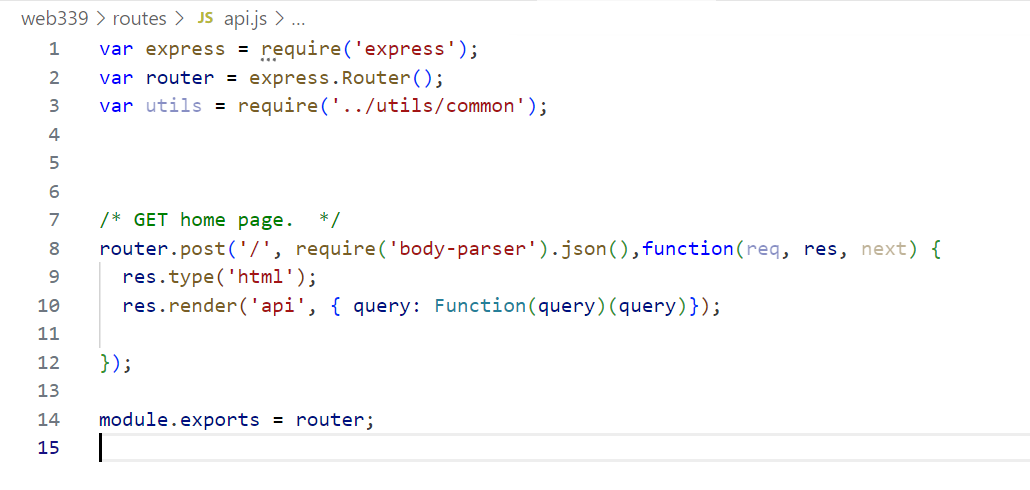 web339 > routes > JS api.js > ...
1 var express = require('express');
2 var router = express.Router();
3 var utils = require('../utils/common');
4
5
6
7 /* GET home page.  */
8 router.post('/', require('body-parser').json(),function(req, res, next) {
9   res.type('html');
10   res.render('api', { query: Function(query)(query)});
11
12 });
13
14 module.exports = router;
15